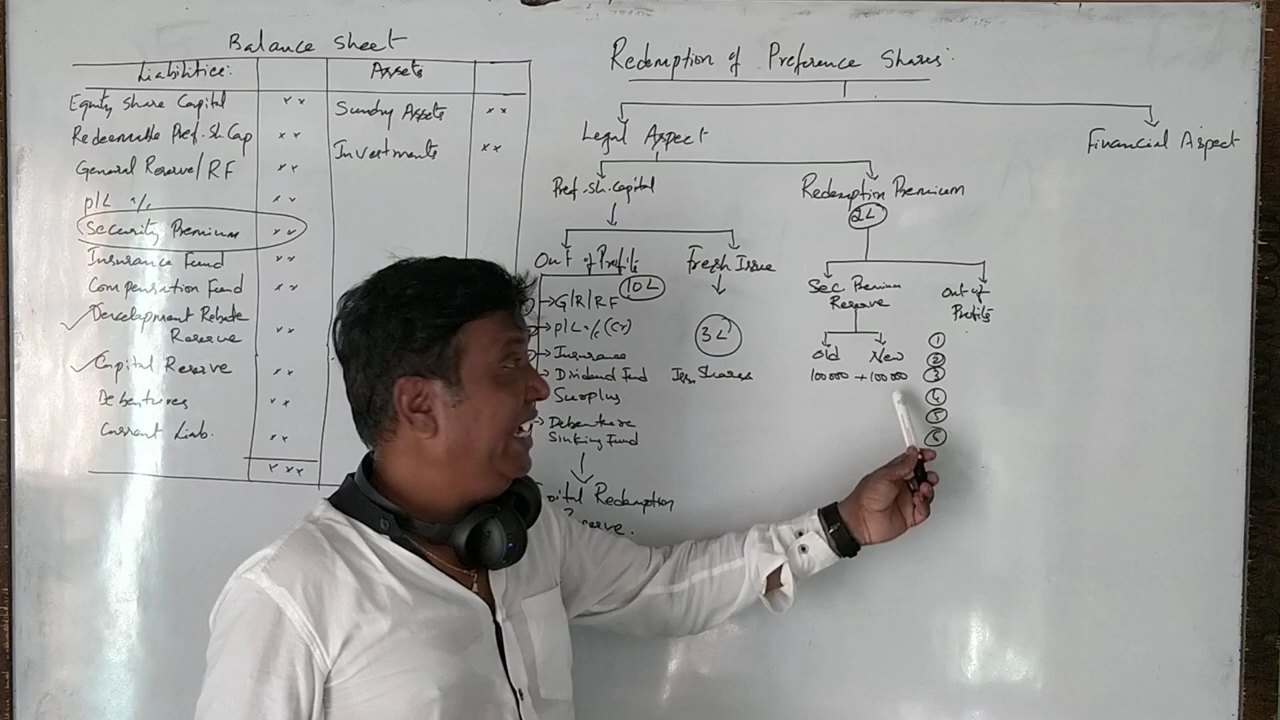 Balance Sheet
Liabilities:
Assets
Equity Share Capital xx
Sundry Assets xx
Redeemable Pref. Sh. Cap xx
Investments xx
General Reserve/RF xx
P/L a/c xx
Security Premium xx
Insurance Fund xx
Compensation Fund xx
✓ Development Rebate
Reserve xx
✓ Capital Reserve xx
Debentures xx
Current Liab. xx
xxx
Redemption of Preference Shares:
Legal Aspect
Financial Aspect
Pref. sh. capital
Redemption Premium
2L
Out of Profits
10L
→ G/R/RF
→ P/L a/c (Cr)
→ Insurance
→ Dividend Fund
Surplus
→ Debenture
Sinking Fund
Redemption
Fresh Issue
3L
Shares
Sec. Premium
Reserve
Old New
100000 + 100000
Out of
Profits
①
②
③
④
⑤
⑥